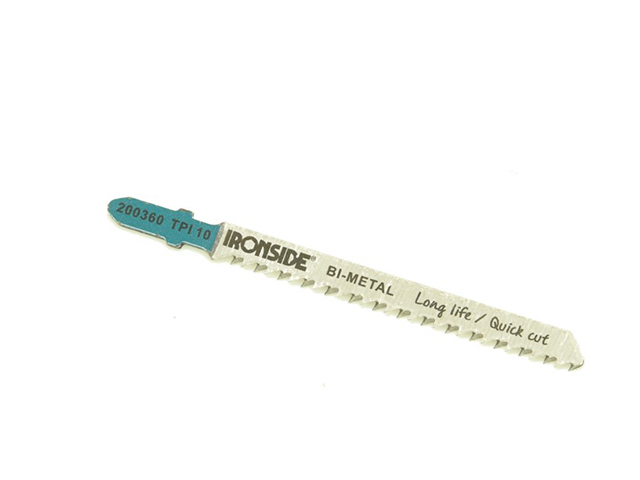 200360 TPI 10
IRONSIDE®
BI-METAL
Long life / Quick cut